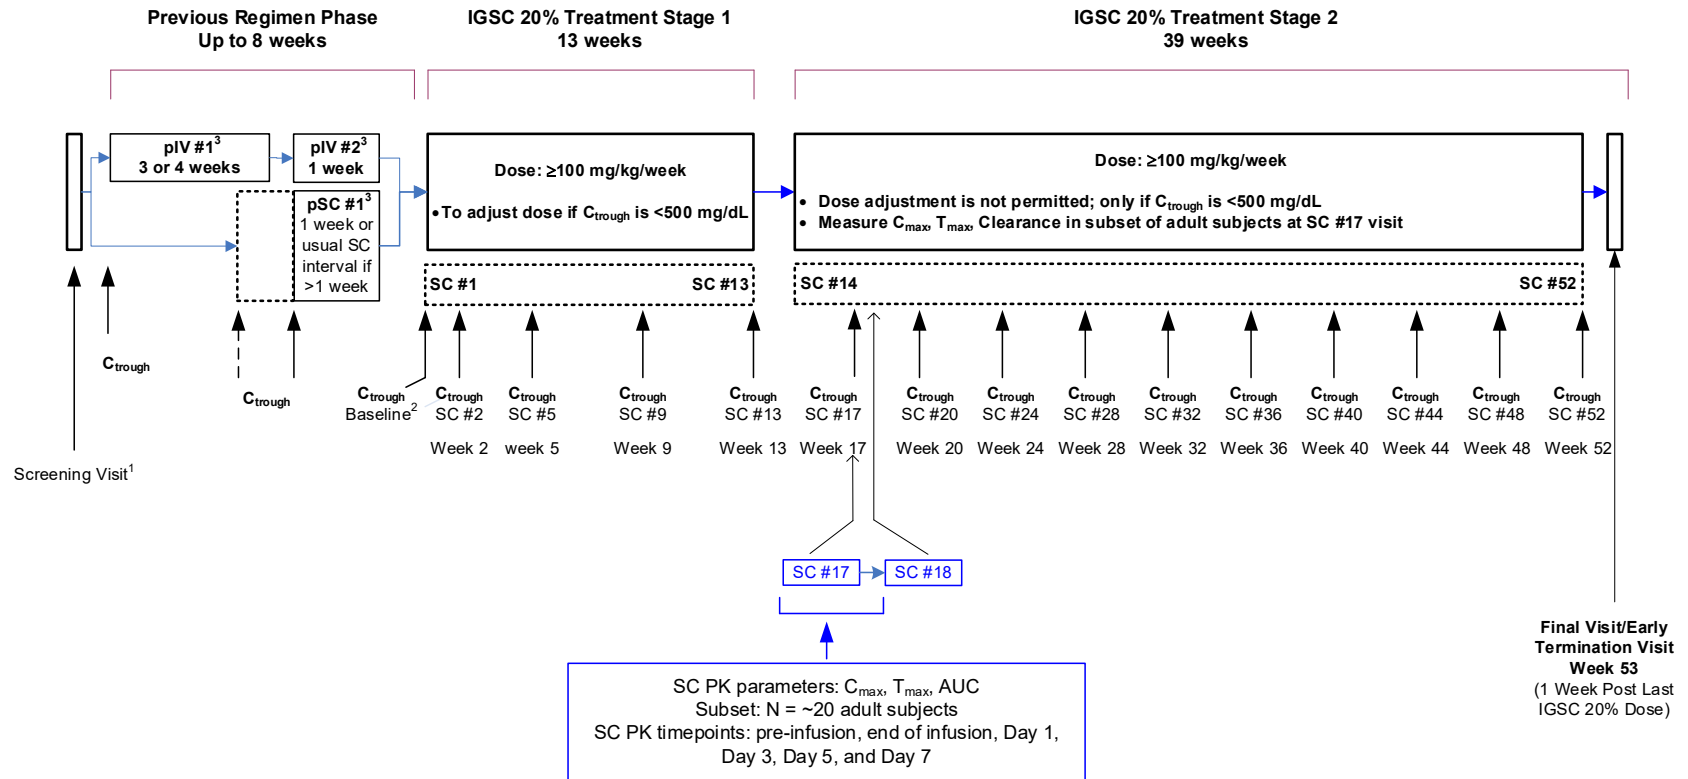 Previous Regimen Phase
Up to 8 weeks
IGSC 20% Treatment Stage 1
13 weeks
IGSC 20% Treatment Stage 2
39 weeks
pIV #1³
3 or 4 weeks
pIV #2³
1 week
pSC #1³
1 week or
usual SC
interval if
>1 week
Dose: ≥100 mg/kg/week
• To adjust dose if Ctrough is <500 mg/dL
Dose: ≥100 mg/kg/week
• Dose adjustment is not permitted; only if Ctrough is <500 mg/dL
• Measure Cmax, Tmax, Clearance in subset of adult subjects at SC #17 visit
SC #1
SC #13
SC #14
SC #52
Screening Visit¹
Ctrough
Ctrough
Ctrough
Baseline²
Ctrough
SC #2
Week 2
Ctrough
SC #5
week 5
Ctrough
SC #9
Week 9
Ctrough
SC #13
Week 13
Ctrough
SC #17
Week 17
Ctrough
SC #20
Week 20
Ctrough
SC #24
Week 24
Ctrough
SC #28
Week 28
Ctrough
SC #32
Week 32
Ctrough
SC #36
Week 36
Ctrough
SC #40
Week 40
Ctrough
SC #44
Week 44
Ctrough
SC #48
Week 48
Ctrough
SC #52
Week 52
SC #17
SC #18
SC PK parameters: Cmax, Tmax, AUC
Subset: N = ~20 adult subjects
SC PK timepoints: pre-infusion, end of infusion, Day 1,
Day 3, Day 5, and Day 7
Final Visit/Early
Termination Visit
Week 53
(1 Week Post Last
IGSC 20% Dose)